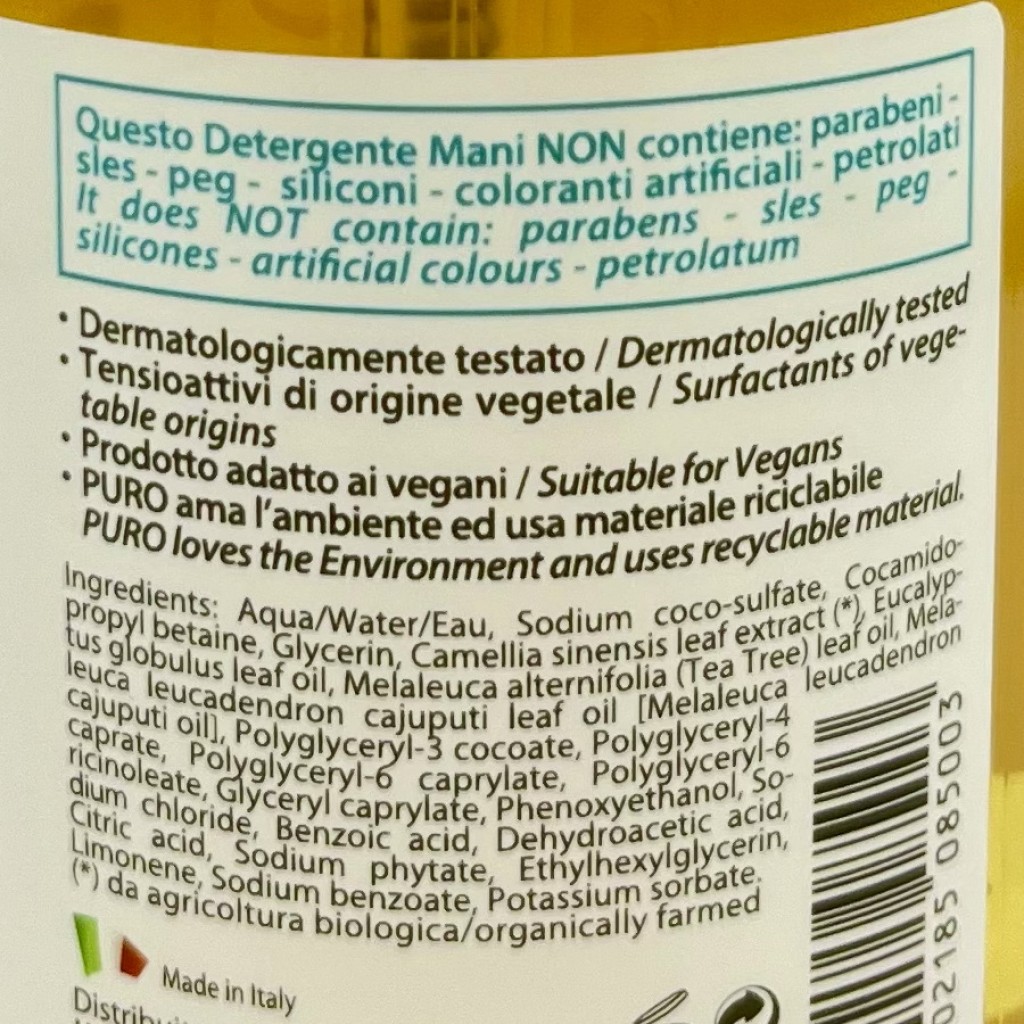 Questo Detergente Mani NON contiene: parabeni -
sles - peg - siliconi - coloranti artificiali - petrolati
It does NOT contain: parabens - sles - peg -
silicones - artificial colours - petrolatum
• Dermatologicamente testato / Dermatologically tested
• Tensioattivi di origine vegetale / Surfactants of vege-
table origins
• Prodotto adatto ai vegani / Suitable for Vegans
• PURO ama l'ambiente ed usa materiale riciclabile
PURO loves the Environment and uses recyclable material.
Ingredients: Aqua/Water/Eau, Sodium coco-sulfate, Cocamido-
propyl betaine, Glycerin, Camellia sinensis leaf extract (*), Eucalyp-
tus globulus leaf oil, Melaleuca alternifolia (Tea Tree) leaf oil, Mela-
leuca leucadendron cajuputi leaf oil [Melaleuca leucadendron
cajuputi oil], Polyglyceryl-3 cocoate, Polyglyceryl-4
caprate, Polyglyceryl-6 caprylate, Polyglyceryl-6
ricinoleate, Glyceryl caprylate, Phenoxyethanol, So-
dium chloride, Benzoic acid, Dehydroacetic acid,
Citric acid, Sodium phytate, Ethylhexylglycerin,
Limonene, Sodium benzoate, Potassium sorbate.
(*) da agricoltura biologica/organically farmed
Made in Italy
02185 085003